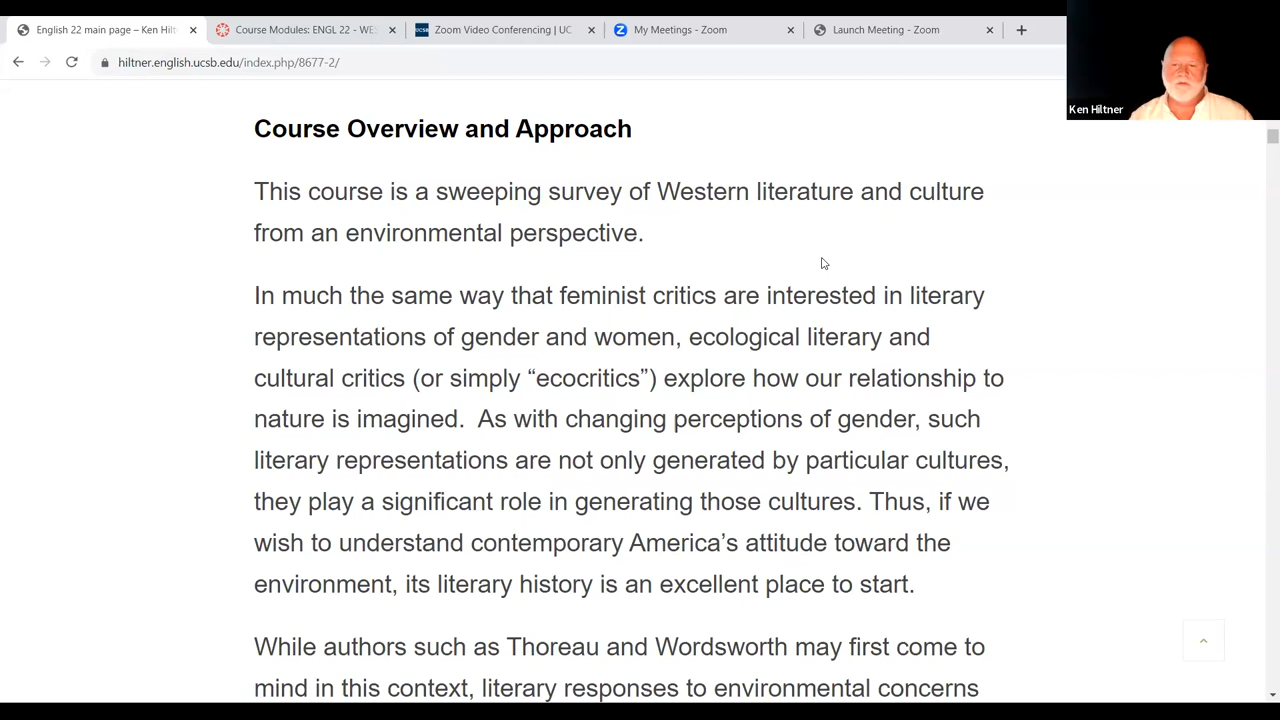 English 22 main page – Ken Hilt
Course Modules: ENGL 22 - WES
UCSB
Zoom Video Conferencing | UC
My Meetings - Zoom
Launch Meeting - Zoom
hiltner.english.ucsb.edu/index.php/8677-2/
Ken Hiltner
Course Overview and Approach
This course is a sweeping survey of Western literature and culture
from an environmental perspective.
In much the same way that feminist critics are interested in literary
representations of gender and women, ecological literary and
cultural critics (or simply “ecocritics”) explore how our relationship to
nature is imagined.  As with changing perceptions of gender, such
literary representations are not only generated by particular cultures,
they play a significant role in generating those cultures. Thus, if we
wish to understand contemporary America’s attitude toward the
environment, its literary history is an excellent place to start.
While authors such as Thoreau and Wordsworth may first come to
mind in this context, literary responses to environmental concerns